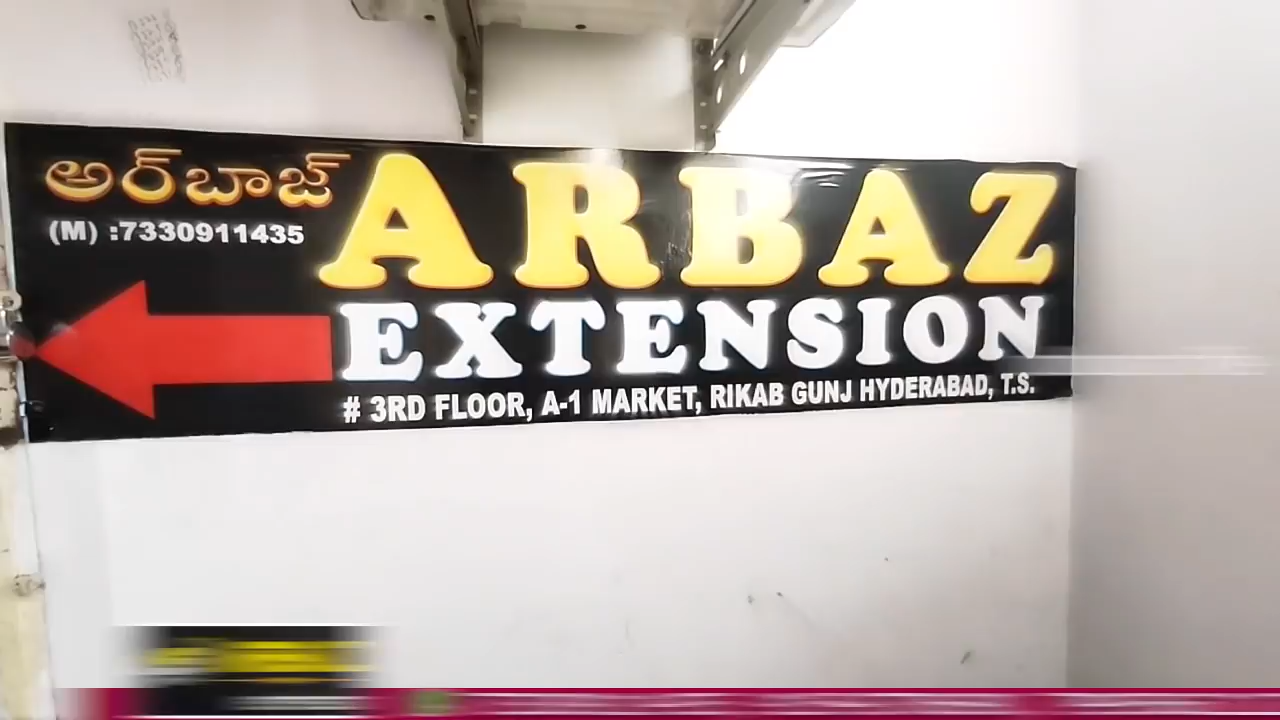 అర్‌బాజ్
(M) :7330911435
ARBAZ
EXTENSION
# 3RD FLOOR, A-1 MARKET, RIKAB GUNJ HYDERABAD, T.S.